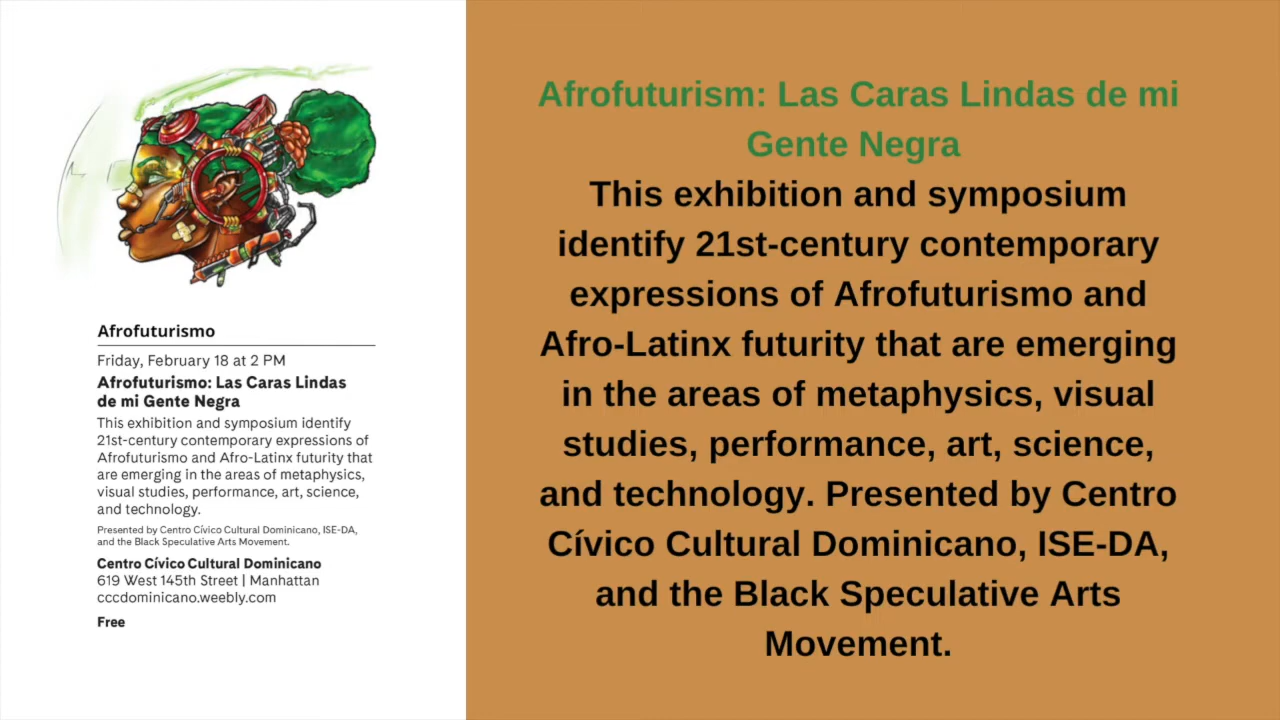 Afrofuturismo
Friday, February 18 at 2 PM
Afrofuturismo: Las Caras Lindas
de mi Gente Negra
This exhibition and symposium identify
21st-century contemporary expressions of
Afrofuturismo and Afro-Latinx futurity that
are emerging in the areas of metaphysics,
visual studies, performance, art, science,
and technology.
Presented by Centro Cívico Cultural Dominicano, ISE-DA,
and the Black Speculative Arts Movement.
Centro Cívico Cultural Dominicano
619 West 145th Street | Manhattan
cccdominicano.weebly.com
Free
Afrofuturism: Las Caras Lindas de mi
Gente Negra
This exhibition and symposium
identify 21st-century contemporary
expressions of Afrofuturismo and
Afro-Latinx futurity that are emerging
in the areas of metaphysics, visual
studies, performance, art, science,
and technology. Presented by Centro
Cívico Cultural Dominicano, ISE-DA,
and the Black Speculative Arts
Movement.